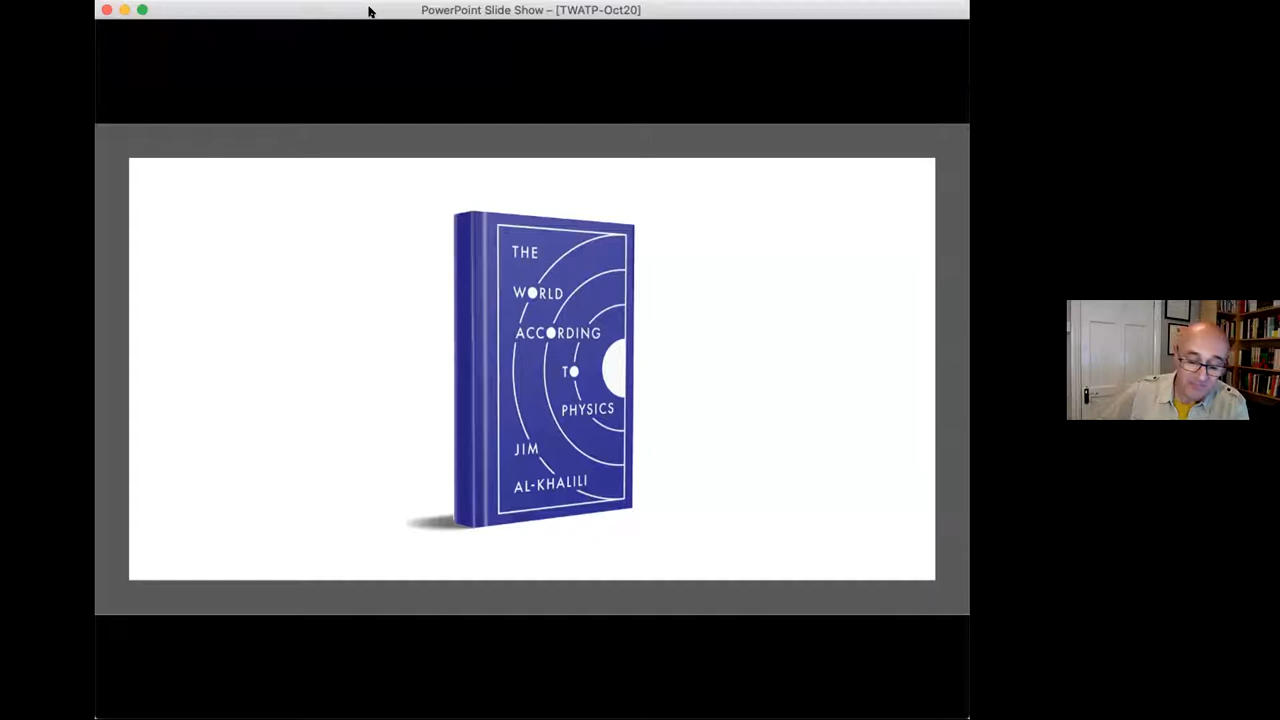 PowerPoint Slide Show – [TWATP-Oct20]
THE
WORLD
ACCORDING
TO
PHYSICS
JIM
AL-KHALILI